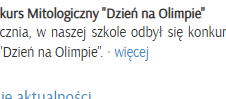 kurs Mitologiczny "Dzień na Olimpie"
cznia, w naszej szkole odbył się konkur
'Dzień na Olimpie". · więcej
ie aktualności